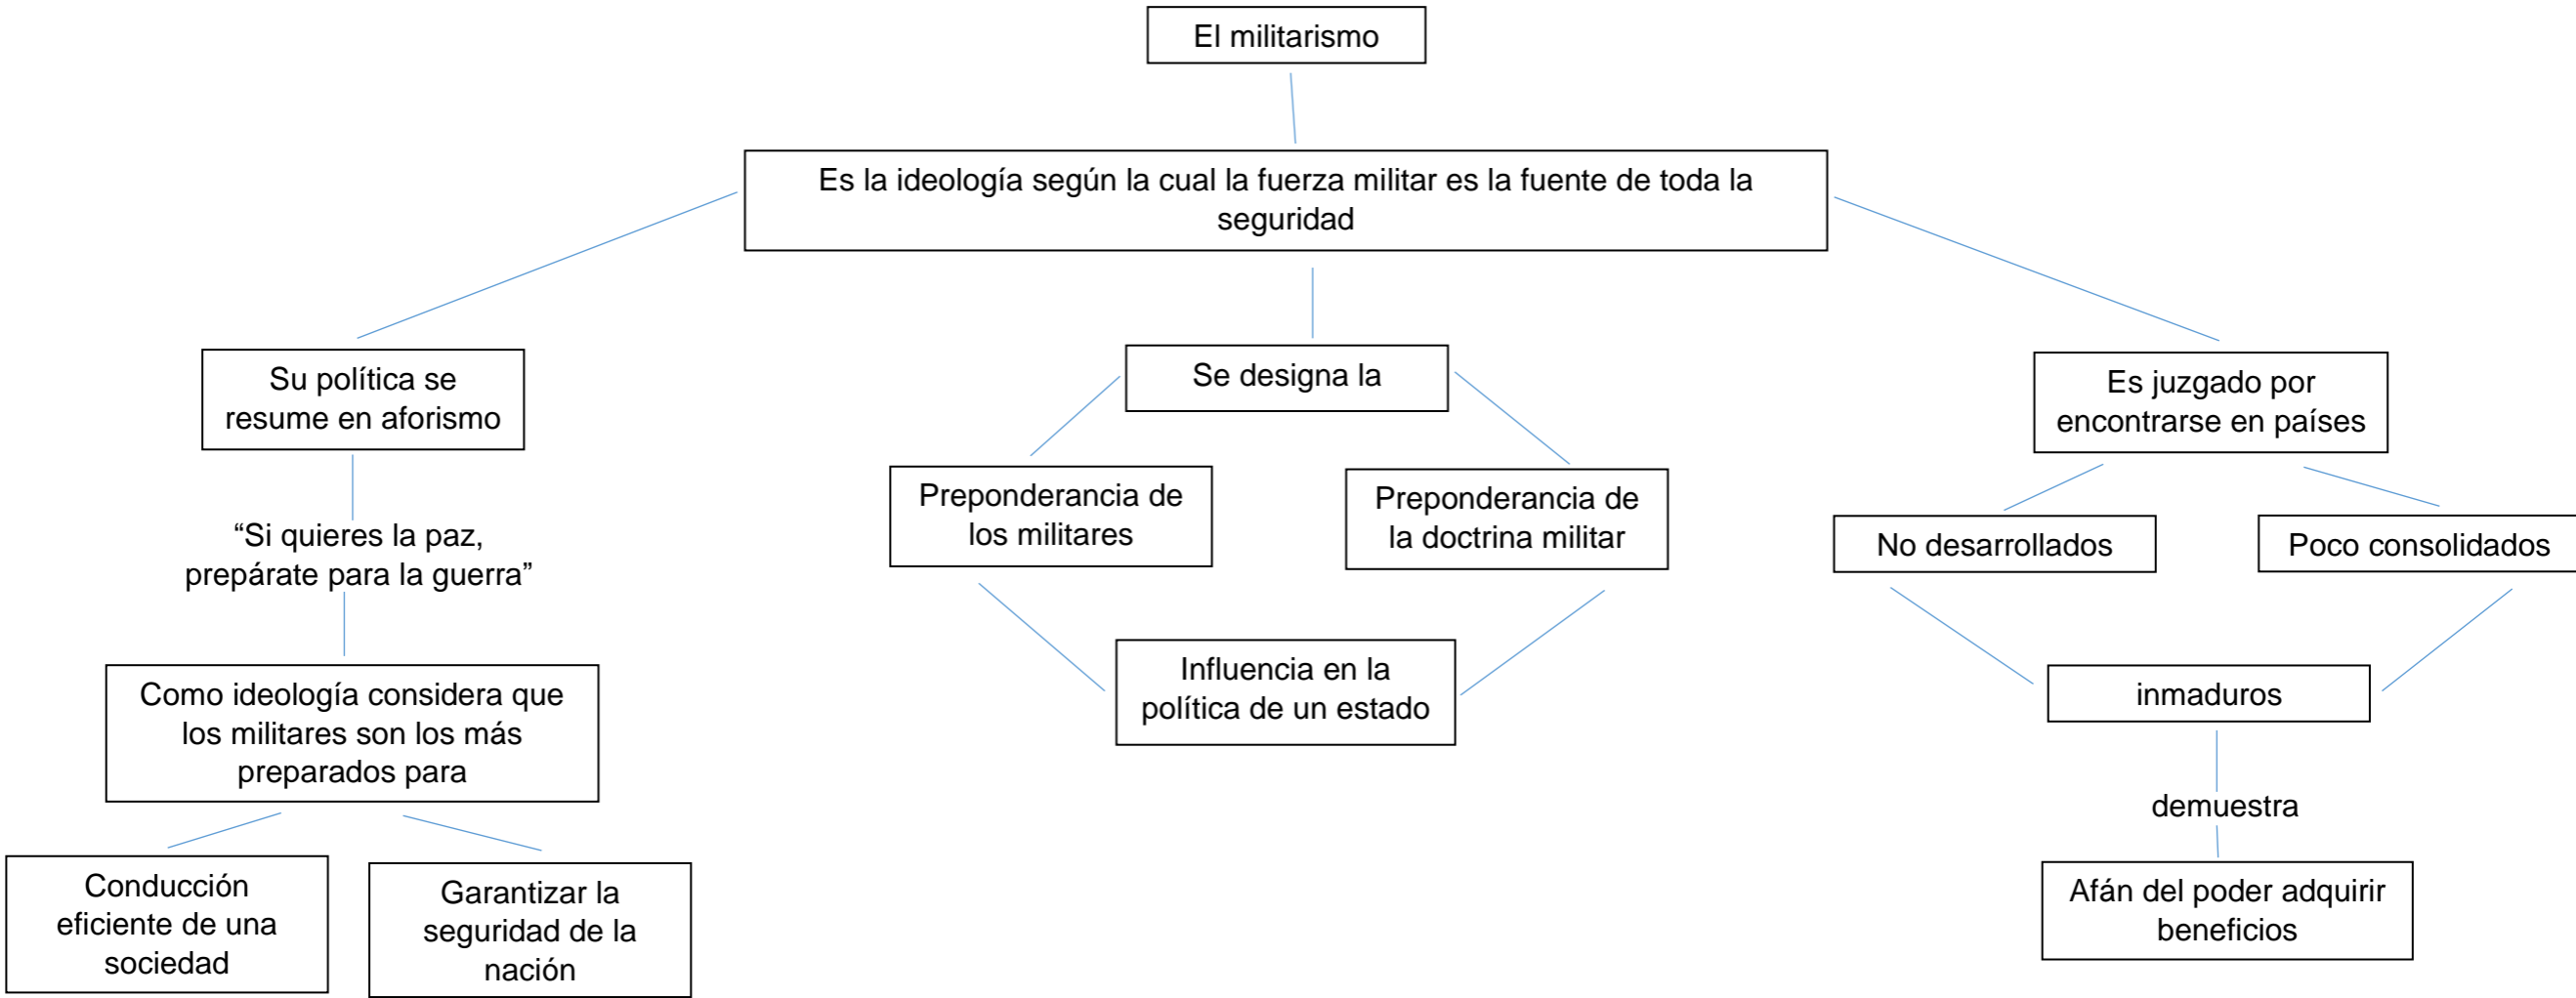 El militarismo
Es la ideología según la cual la fuerza militar es la fuente de toda la
seguridad
Su política se
resume en aforismo
Se designa la
Es juzgado por
encontrarse en países
Preponderancia de
los militares
Preponderancia de
la doctrina militar
No desarrollados
Poco consolidados
“Si quieres la paz,
prepárate para la guerra”
Como ideología considera que
los militares son los más
preparados para
Influencia en la
política de un estado
inmaduros
demuestra
Conducción
eficiente de una
sociedad
Garantizar la
seguridad de la
nación
Afán del poder adquirir
beneficios